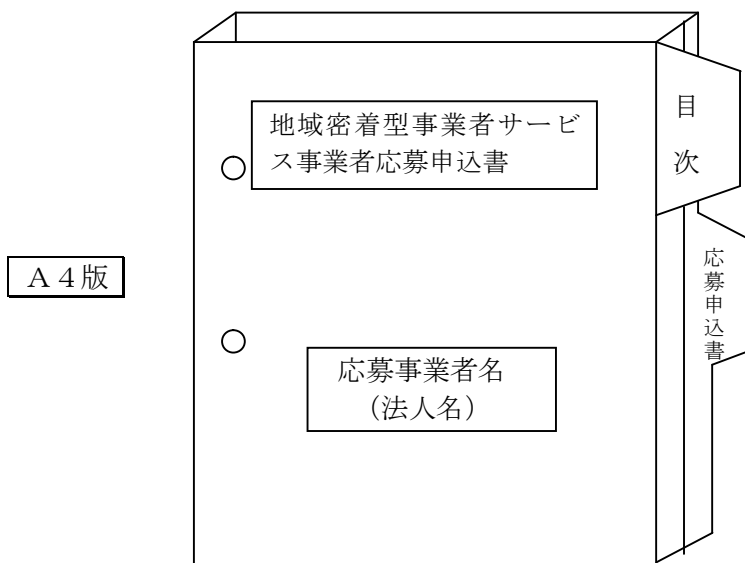 地域密着型事業者サービ
ス事業者応募申込書
目次
応募申込書
A4版
応募事業者名
（法人名）